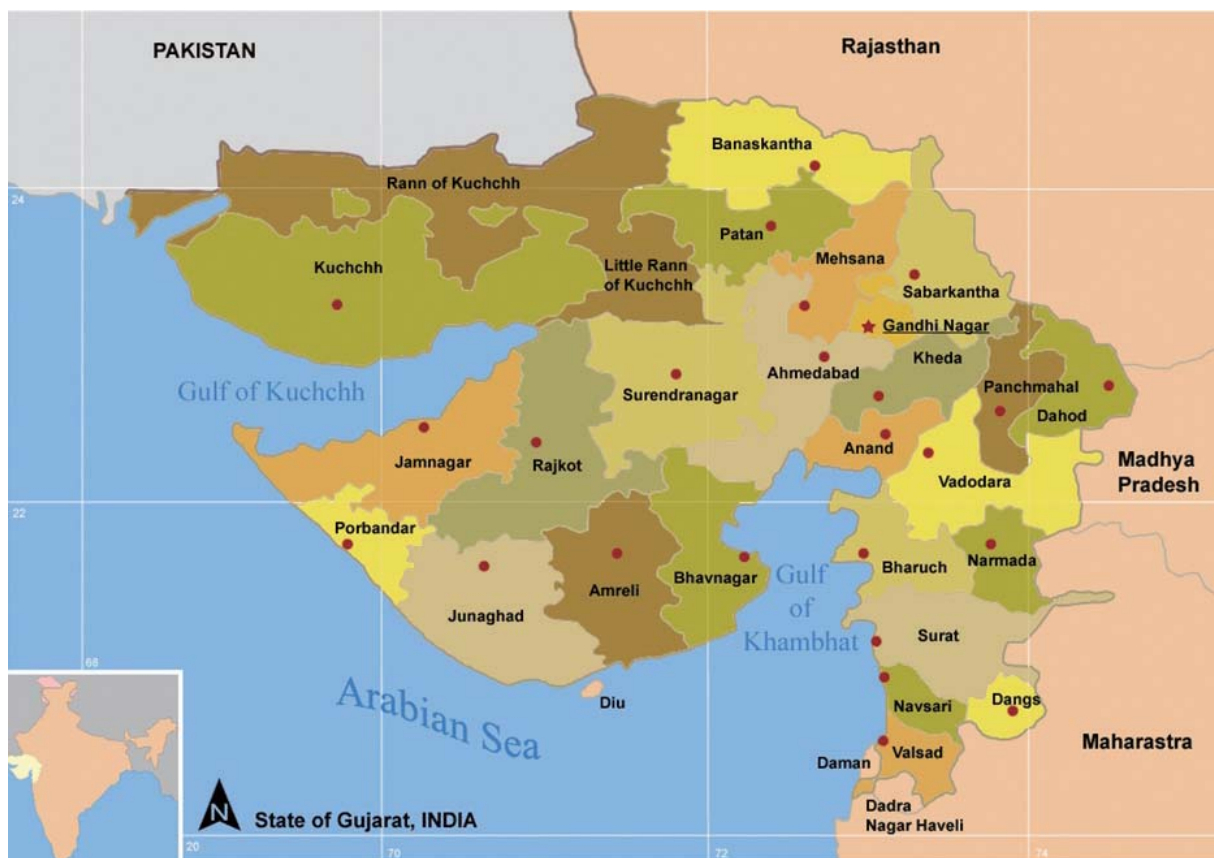 PAKISTAN
Rajasthan
Banaskantha
Rann of Kuchchh
24
Patan
Mehsana
Kuchchh
Little Rann
of Kuchchh
Sabarkantha
Gandhi Nagar
Kheda
Ahmedabad
Gulf of Kuchchh
Surendranagar
Panchmahal
Dahod
Jamnagar
Rajkot
Anand
Vadodara
Madhya
Pradesh
22
Porbandar
Bharuch
Narmada
Junaghad
Amreli
Bhavnagar
Gulf
of
Khambhat
Surat
68
Arabian Sea
Diu
Navsari
Dangs
Maharastra
Daman
Valsad
Dadra
Nagar Haveli
N
State of Gujarat, INDIA
20
70
72
74